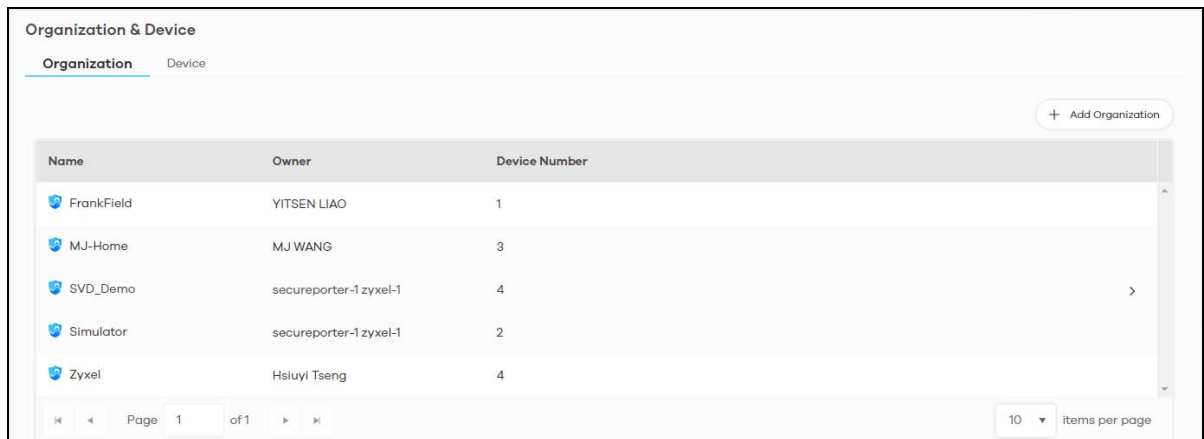 Organization & Device
Organization Device
+ Add Organization
Name Owner Device Number
FrankField YITSEN LIAO 1
MJ-Home MJ WANG 3
SVD_Demo secureporter-1 zyxel-1 4
Simulator secureporter-1 zyxel-1 2
Zyxel Hsiuyi Tseng 4
Page 1 of 1 10 items per page